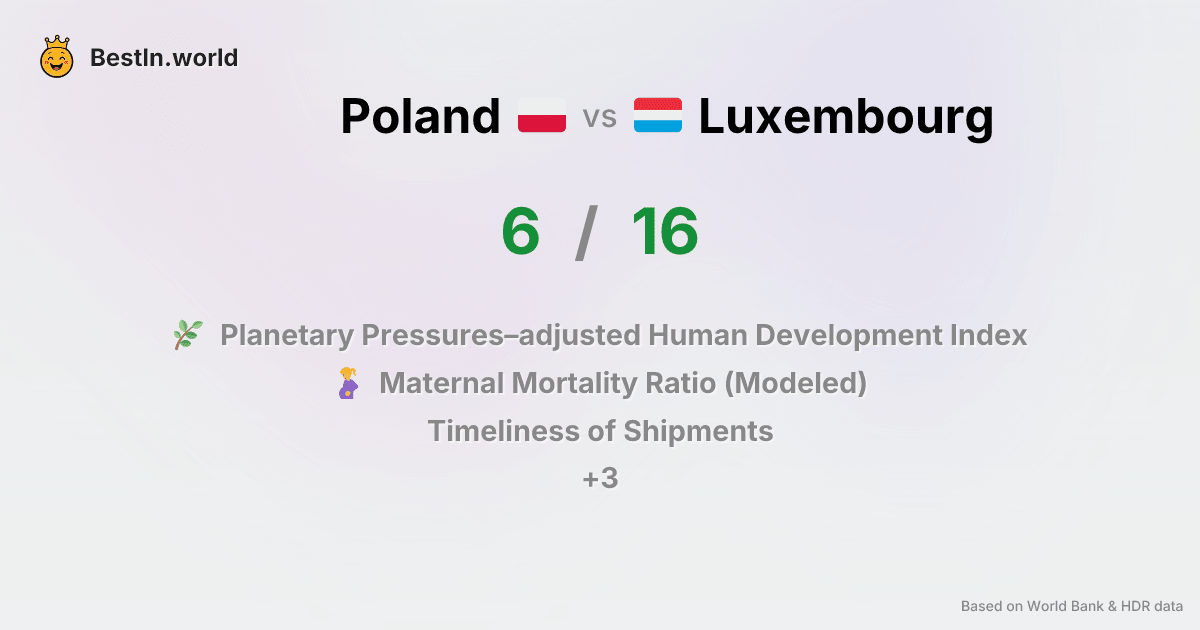 BestIn.world
Poland vs Luxembourg
6 / 16
Planetary Pressures–adjusted Human Development Index
Maternal Mortality Ratio (Modeled)
Timeliness of Shipments
+3
Based on World Bank & HDR data